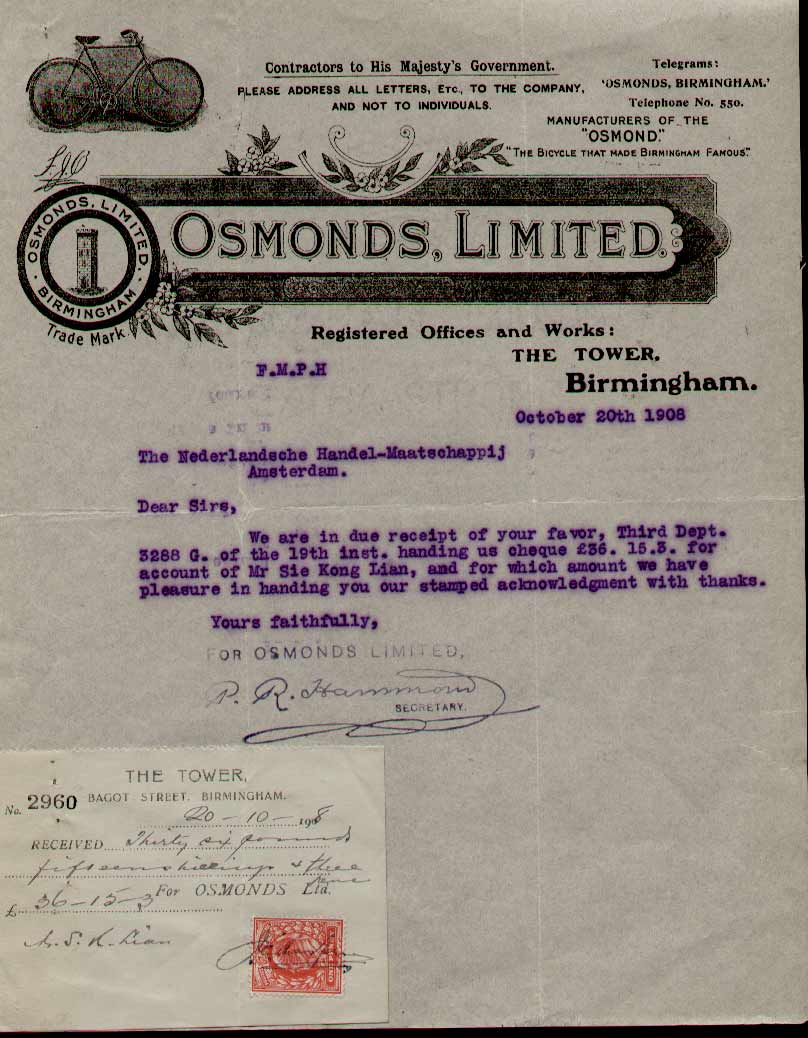 Contractors to His Majesty's Government.
PLEASE ADDRESS ALL LETTERS, ETC., TO THE COMPANY,
AND NOT TO INDIVIDUALS.
Telegrams:
'OSMONDS, BIRMINGHAM.'
Telephone No. 550.
MANUFACTURERS OF THE
"OSMOND."
"THE BICYCLE THAT MADE BIRMINGHAM FAMOUS."
OSMONDS, LIMITED.
BIRMINGHAM
Trade Mark
OSMONDS, LIMITED.
Registered Offices and Works:
THE TOWER,
Birmingham.
F.M.P.H
October 20th 1908
The Nederlandsche Handel-Maatschappij
Amsterdam.
Dear Sirs,
We are in due receipt of your favor, Third Dept.
3288 G. of the 19th inst. handing us cheque £36. 15.3. for
account of Mr Sie Kong Lian, and for which amount we have
pleasure in handing you our stamped acknowledgment with thanks.
Yours faithfully,
FOR OSMONDS LIMITED,
P. R. Hammond
SECRETARY.
THE TOWER,
No. 2960 BAGOT STREET, BIRMINGHAM.
20-10-1908
RECEIVED Thirty six pounds
fifteen shillings & three
pence
£ 36-15-3 For OSMONDS Ltd.
S. K. Lian